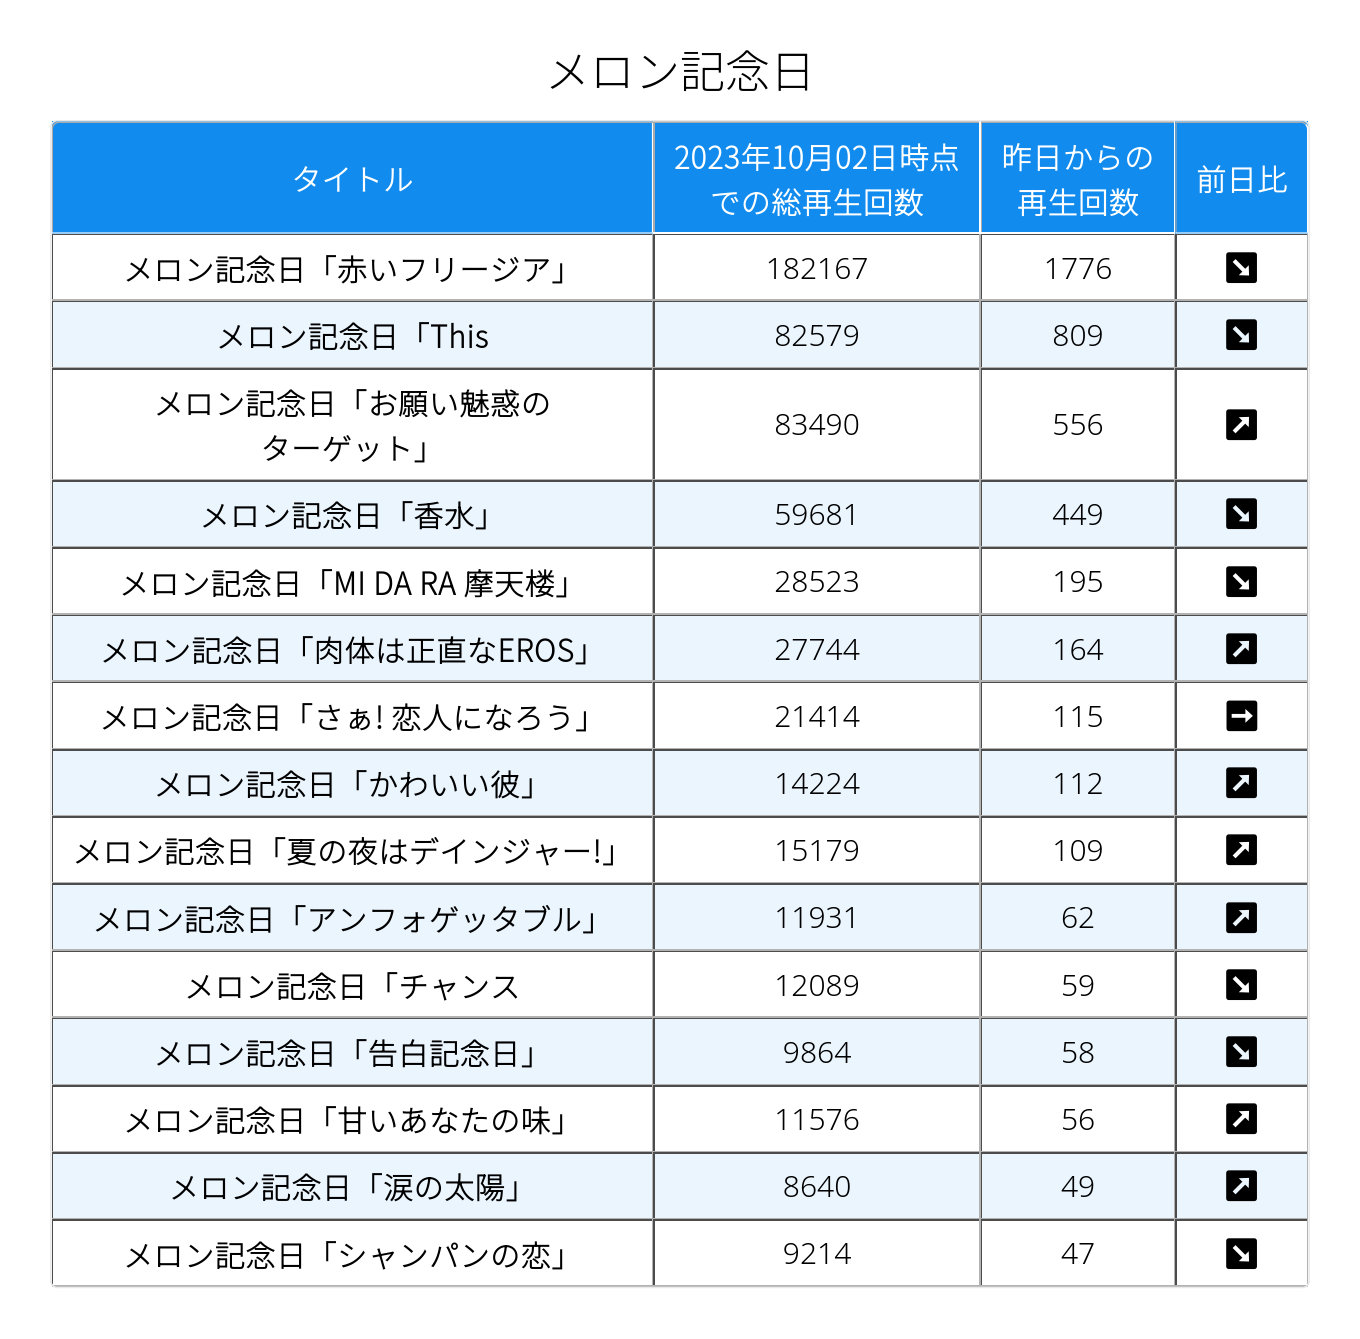 メロン記念日
タイトル
2023年10月02日時点
での総再生回数
昨日からの
再生回数
前日比
メロン記念日「赤いフリージア」 182167 1776 ↘
メロン記念日「This 82579 809 ↘
メロン記念日「お願い魅惑の
ターゲット」 83490 556 ↗
メロン記念日「香水」 59681 449 ↘
メロン記念日「MI DA RA 摩天楼」 28523 195 ↘
メロン記念日「肉体は正直なEROS」 27744 164 ↗
メロン記念日「さぁ! 恋人になろう」 21414 115 →
メロン記念日「かわいい彼」 14224 112 ↗
メロン記念日「夏の夜はデインジャー!」 15179 109 ↗
メロン記念日「アンフォゲッタブル」 11931 62 ↗
メロン記念日「チャンス 12089 59 ↘
メロン記念日「告白記念日」 9864 58 ↘
メロン記念日「甘いあなたの味」 11576 56 ↗
メロン記念日「涙の太陽」 8640 49 ↗
メロン記念日「シャンパンの恋」 9214 47 ↘